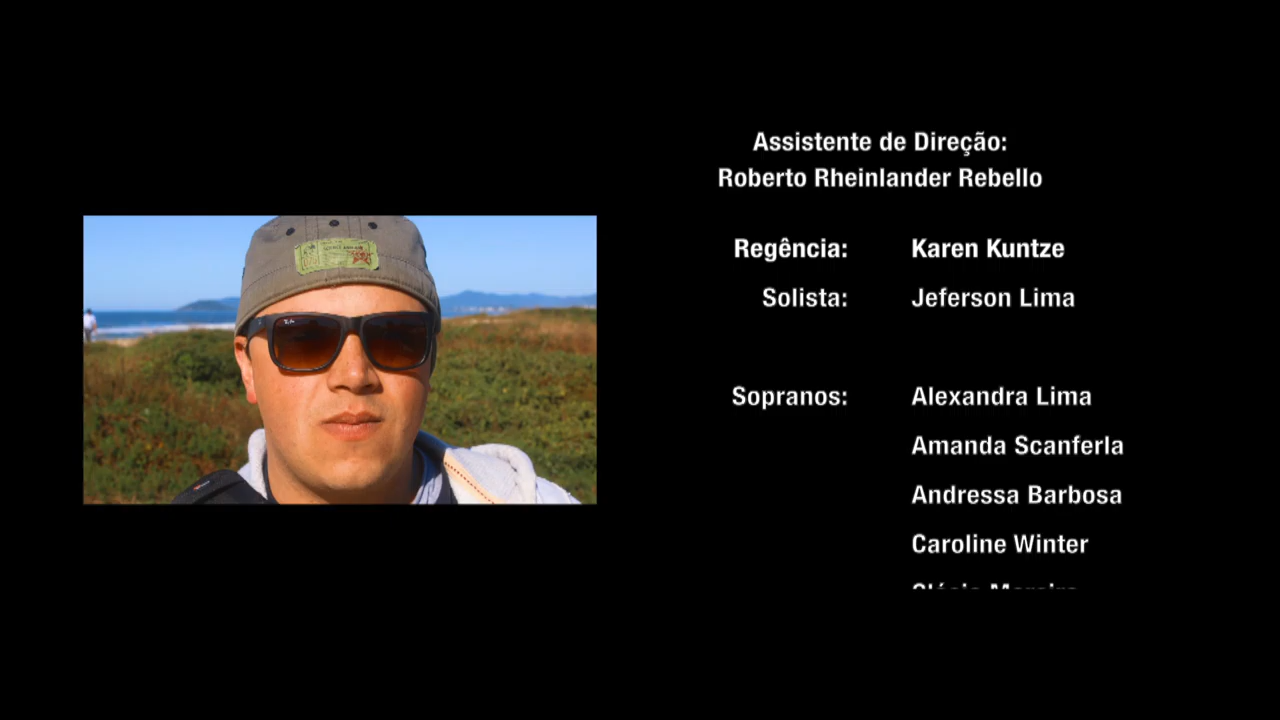 Assistente de Direção:
Roberto Rheinlander Rebello
Regência: Karen Kuntze
Solista: Jeferson Lima
Sopranos: Alexandra Lima
Amanda Scanferla
Andressa Barbosa
Caroline Winter